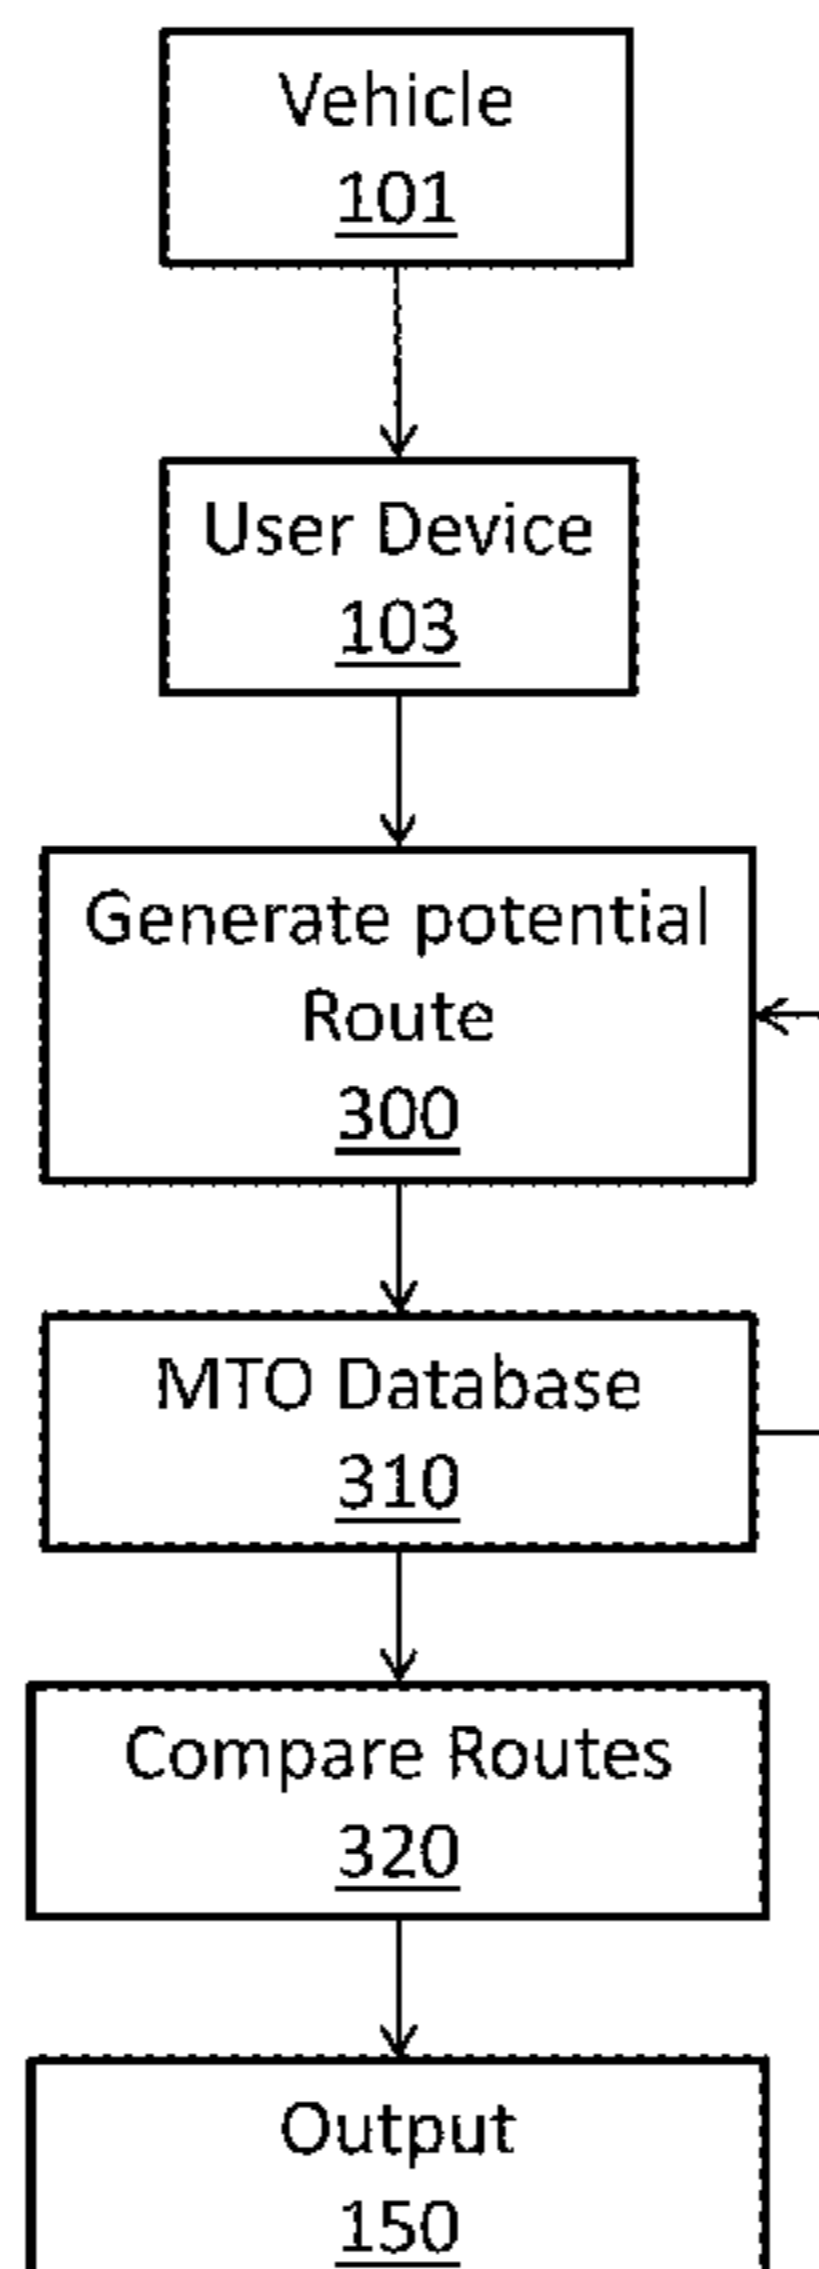 Vehicle
101
User Device
103
Generate potential
Route
300
MTO Database
310
Compare Routes
320
Output
150